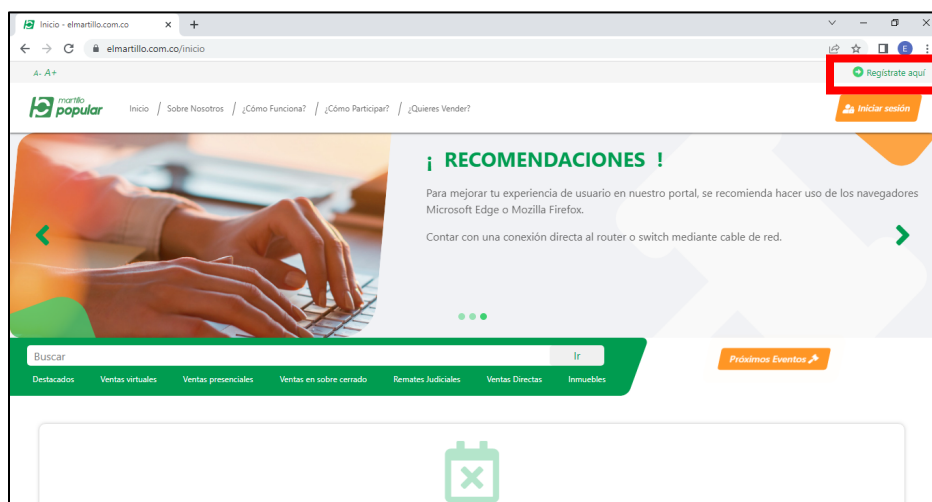 Inicio - elmartillo.com.co
elmartillo.com.co/inicio
E
A- A+
Regístrate aquí
martillo
popular
Inicio / Sobre Nosotros / ¿Cómo Funciona? / ¿Cómo Participar? / ¿Quieres Vender?
Iniciar sesión
¡ RECOMENDACIONES !
Para mejorar tu experiencia de usuario en nuestro portal, se recomienda hacer uso de los navegadores
Microsoft Edge o Mozilla Firefox.
Contar con una conexión directa al router o switch mediante cable de red.
Buscar
Ir
Próximos Eventos
Destacados Ventas virtuales Ventas presenciales Ventas en sobre cerrado Remates Judiciales Ventas Directas Inmuebles